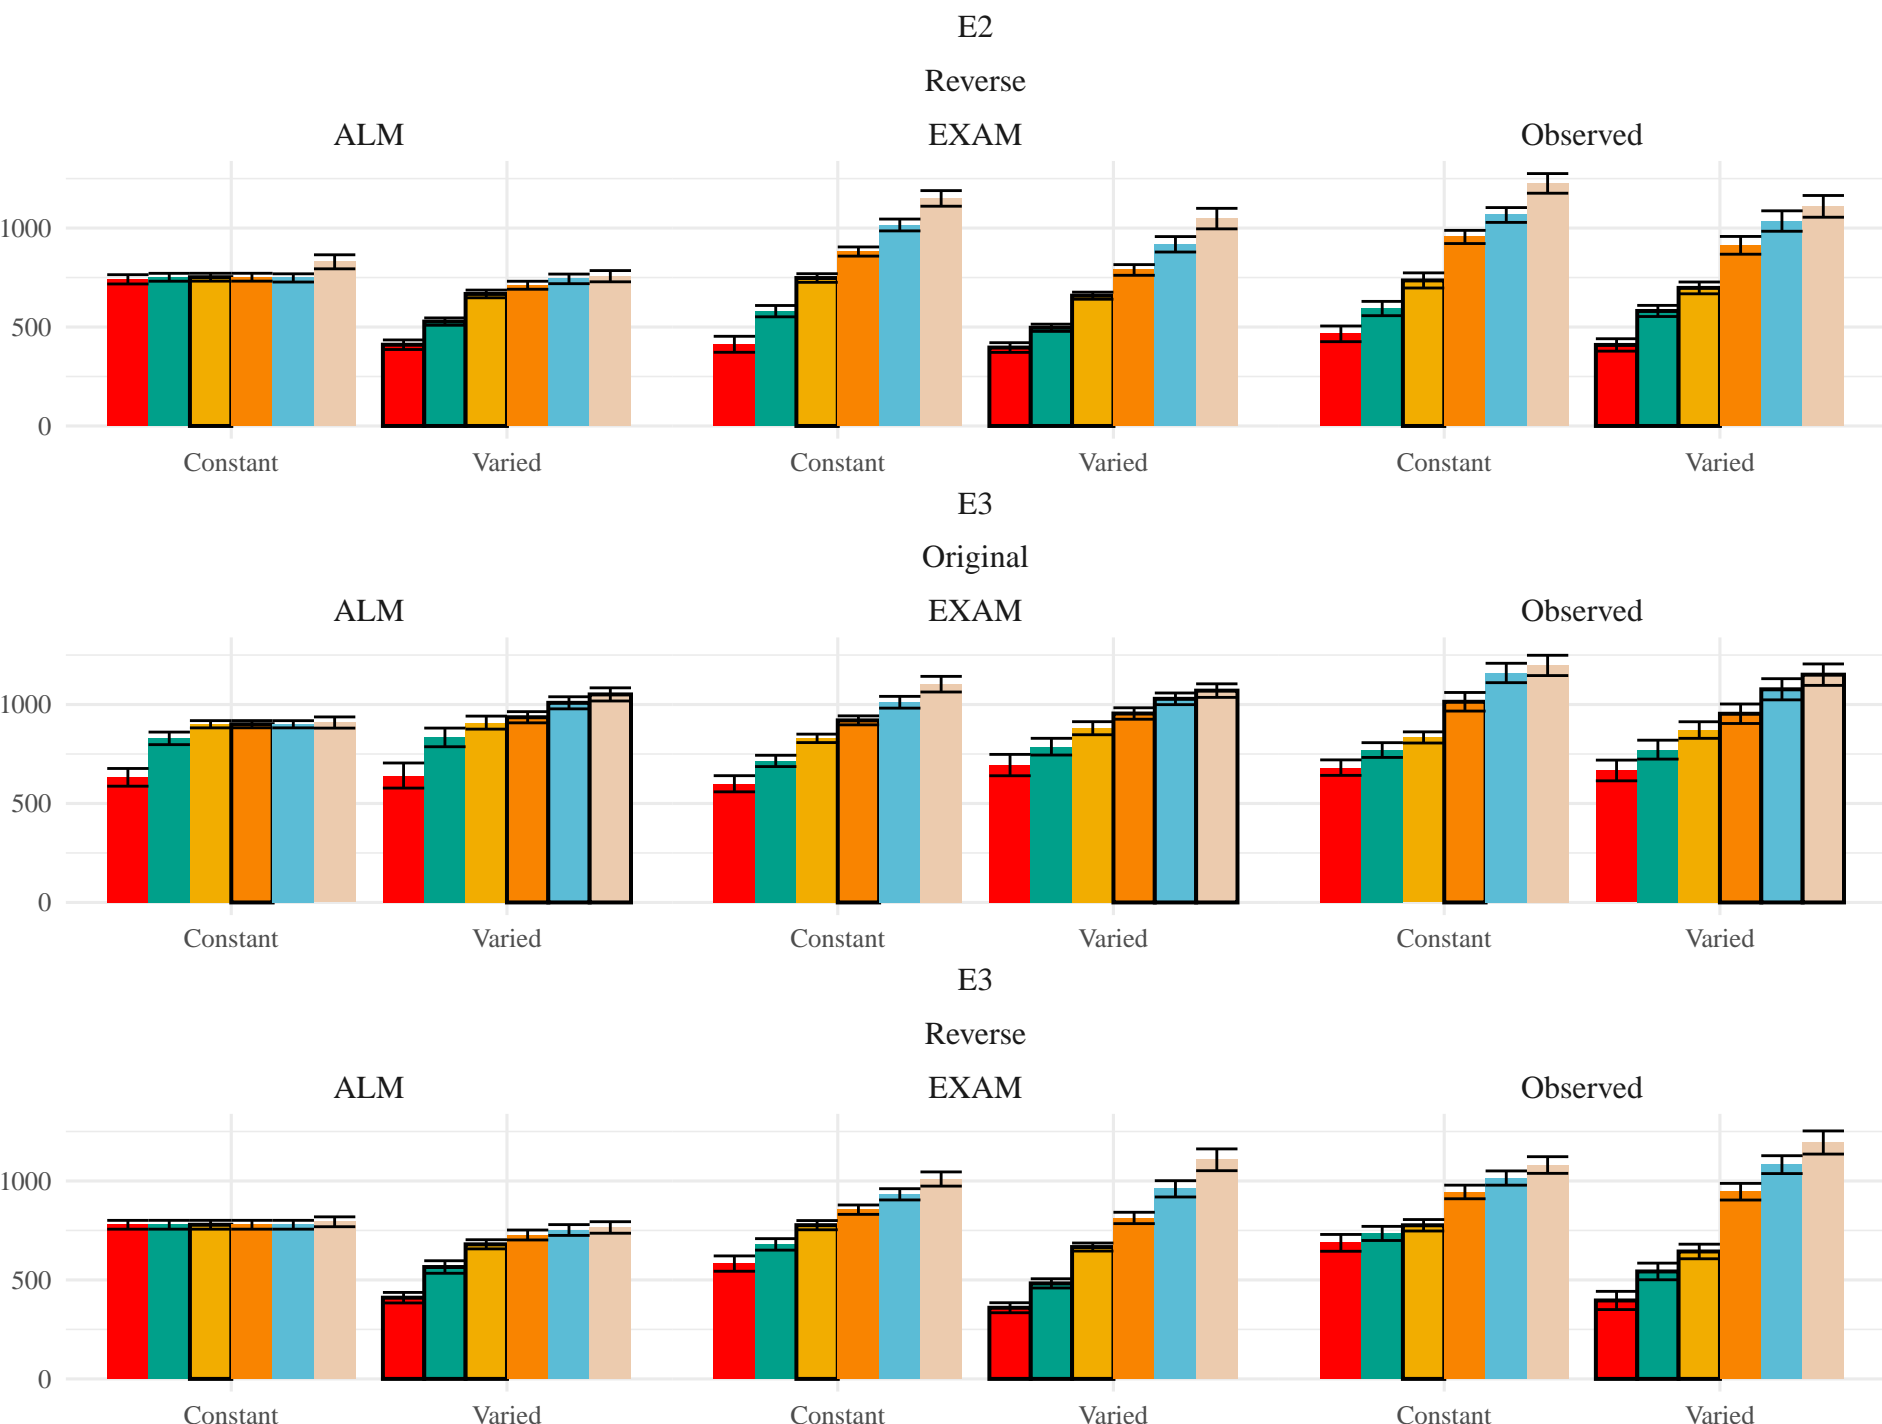 E2
Reverse
ALM EXAM Observed
1000
500
0
Constant Varied Constant Varied Constant Varied
E3
Original
ALM EXAM Observed
1000
500
0
Constant Varied Constant Varied Constant Varied
E3
Reverse
ALM EXAM Observed
1000
500
0
Constant Varied Constant Varied Constant Varied